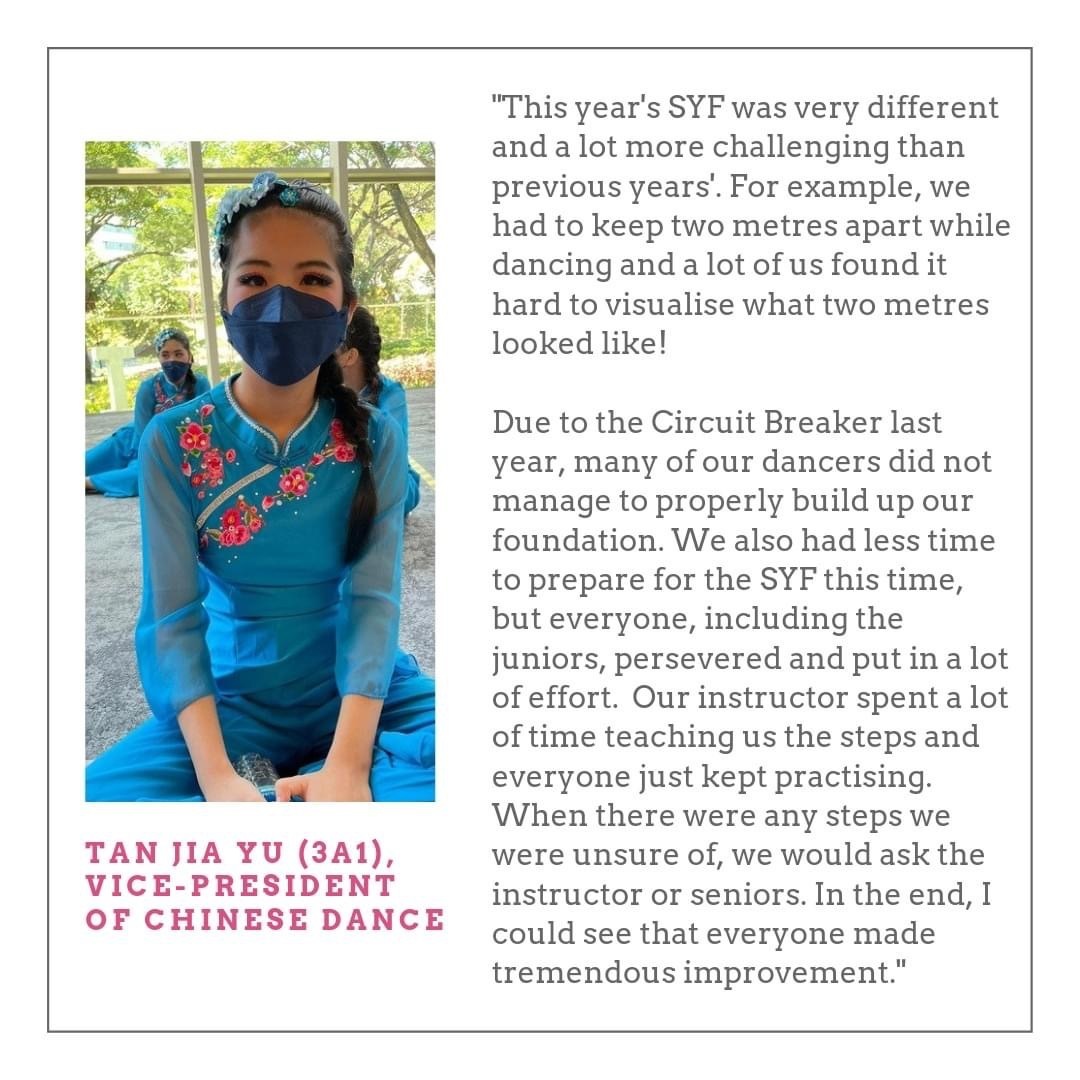 "This year's SYF was very different
and a lot more challenging than
previous years'. For example, we
had to keep two metres apart while
dancing and a lot of us found it
hard to visualise what two metres
looked like!
Due to the Circuit Breaker last
year, many of our dancers did not
manage to properly build up our
foundation. We also had less time
to prepare for the SYF this time,
but everyone, including the
juniors, persevered and put in a lot
of effort.  Our instructor spent a lot
of time teaching us the steps and
everyone just kept practising.
When there were any steps we
were unsure of, we would ask the
instructor or seniors. In the end, I
could see that everyone made
tremendous improvement."
TAN JIA YU (3A1),
VICE-PRESIDENT
OF CHINESE DANCE